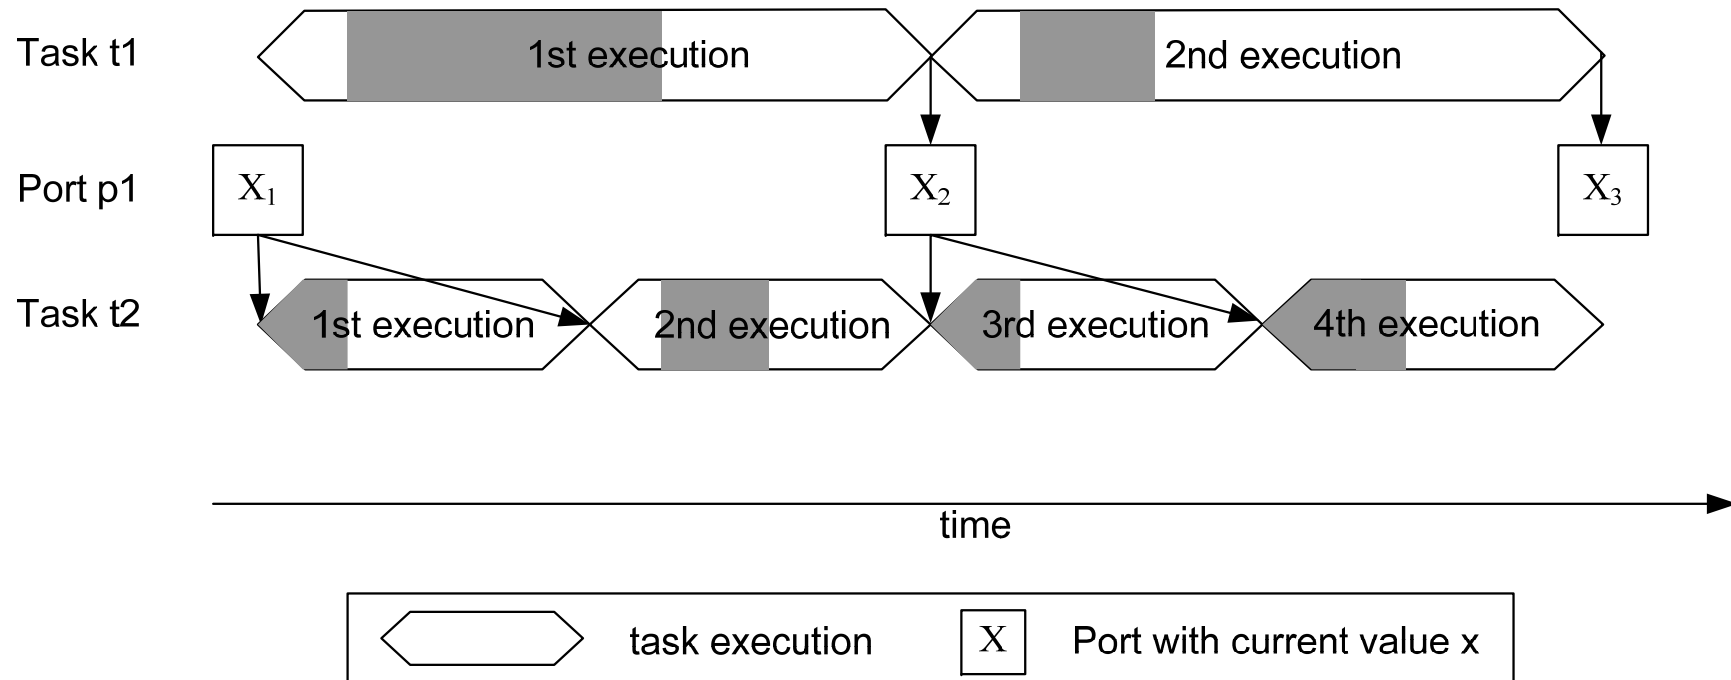 Task t1
1st execution
2nd execution
Port p1
X₁
X₂
X₃
Task t2
1st execution
2nd execution
3rd execution
4th execution
time
task execution
X
Port with current value x